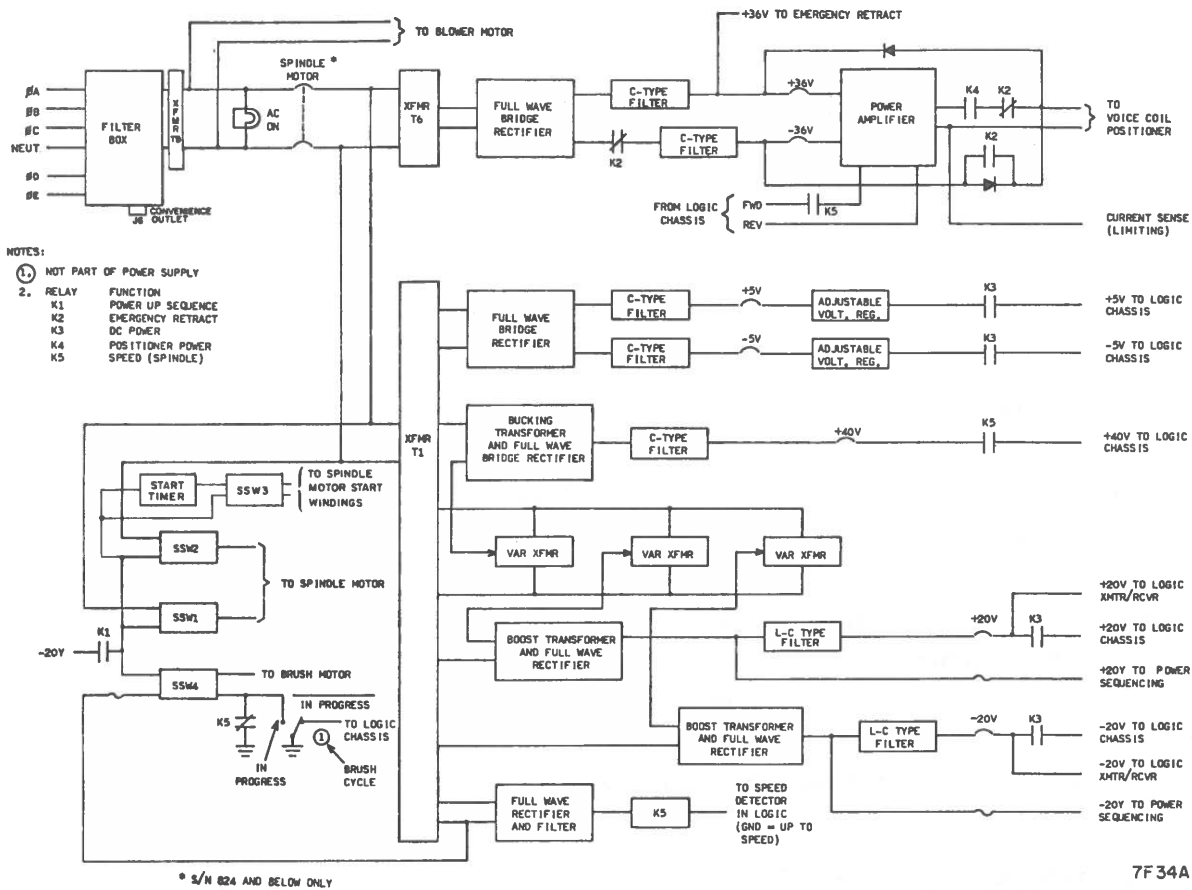 +36V TO EMERGENCY RETRACT
TO BLOWER MOTOR
SPINDLE *
MOTOR
ØA
ØB
ØC
NEUT
ØD
ØE
FILTER
BOX
XFMR T9
AC
ON
J6 CONVENIENCE
OUTLET
XFMR
T6
FULL WAVE
BRIDGE
RECTIFIER
C-TYPE
FILTER
+36V
K2
C-TYPE
FILTER
-36V
POWER
AMPLIFIER
K4
K2
K2
TO
VOICE COIL
POSITIONER
FROM LOGIC
CHASSIS
FWD
REV
K5
CURRENT SENSE
(LIMITING)
NOTES:
1. NOT PART OF POWER SUPPLY
2. RELAY FUNCTION
K1 POWER UP SEQUENCE
K2 EMERGENCY RETRACT
K3 DC POWER
K4 POSITIONER POWER
K5 SPEED (SPINDLE)
XFMR
T1
FULL WAVE
BRIDGE
RECTIFIER
C-TYPE
FILTER
+5V
ADJUSTABLE
VOLT. REG.
K3
+5V TO LOGIC
CHASSIS
C-TYPE
FILTER
-5V
ADJUSTABLE
VOLT. REG.
K3
-5V TO LOGIC
CHASSIS
BUCKING
TRANSFORMER
AND FULL WAVE
BRIDGE RECTIFIER
C-TYPE
FILTER
+40V
K5
+40V TO LOGIC
CHASSIS
START
TIMER
SSW3
TO SPINDLE
MOTOR START
WINDINGS
SSW2
TO SPINDLE MOTOR
SSW1
VAR XFMR
VAR XFMR
VAR XFMR
-20Y
K1
SSW4
TO BRUSH MOTOR
K5
IN PROGRESS
TO LOGIC
CHASSIS
1
IN
PROGRESS
BRUSH
CYCLE
BOOST TRANSFORMER
AND FULL WAVE
RECTIFIER
L-C TYPE
FILTER
+20V
K3
+20V TO LOGIC
XMTR/RCVR
+20V TO LOGIC
CHASSIS
+20Y TO POWER
SEQUENCING
BOOST TRANSFORMER
AND FULL WAVE
RECTIFIER
L-C TYPE
FILTER
-20V
K3
-20V TO LOGIC
CHASSIS
-20V TO LOGIC
XMTR/RCVR
-20Y TO POWER
SEQUENCING
FULL WAVE
RECTIFIER
AND FILTER
K5
TO SPEED
DETECTOR
IN LOGIC
(GND = UP TO
SPEED)
* S/N 824 AND BELOW ONLY
7F34A